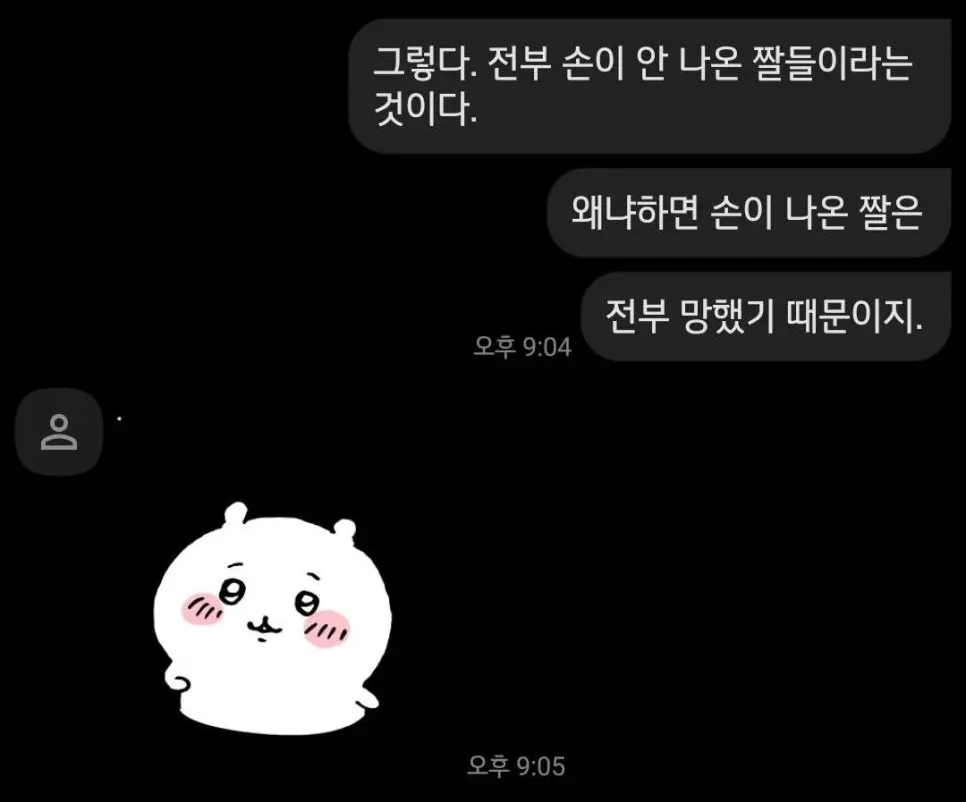 그렇다. 전부 손이 안 나온 짤들이라는
것이다.
왜냐하면 손이 나온 짤은
전부 망했기 때문이지.
오후 9:04
.
오후 9:05